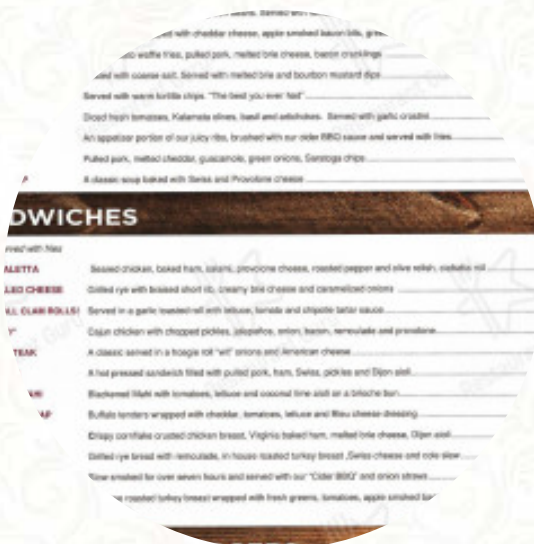 beans. Served with
ed with cheddar cheese, apple smoked bacon bits, gree
waffle fries, pulled pork, melted brie cheese, bacon cracklings
with coarse salt. Served with melted brie and bourbon mustard dips
Served with warm tortilla chips. "The best you ever had"
Diced fresh tomatoes, Kalamata olives, basil and artichokes. Served with garlic crostini
An appetizer portion of our juicy ribs, brushed with our cider BBQ sauce and served with fries
Pulled pork, melted cheddar, guacamole, green onions, Saratoga chips
A classic soup baked with Swiss and Provolone cheese
DWICHES
erved with fries
ALETTA Sealed chicken, baked ham, salami, provolone cheese, roasted pepper and olive relish, ciabatta roll
LED CHEESE Grilled rye with braised short rib, creamy brie cheese and caramelized onions
LL CLAM ROLLS! Served in a garlic toasted roll with lettuce, tomato and chipotle tartar sauce
Y" Cajun chicken with chopped pickles, jalapeños, onion, bacon, remoulade and provolone
TEAK A classic served in a hoagie roll "wit" onions and American cheese
A hot pressed sandwich filled with pulled pork, ham, Swiss, pickles and Dijon aioli
Blackened Mahi with tomatoes, lettuce and coconut lime aioli on a brioche bun
AP Buffalo tenders wrapped with cheddar, tomatoes, lettuce and Bleu cheese dressing
Crispy cornflake crusted chicken breast, Virginia baked ham, melted brie cheese, Dijon aioli
Grilled rye bread with remoulade, in house roasted turkey breast, Swiss cheese and cole slaw
Slow smoked for over seven hours and served with our "Cider BBQ" and onion straws
roasted turkey breast wrapped with fresh greens, tomatoes, apple smoked ba